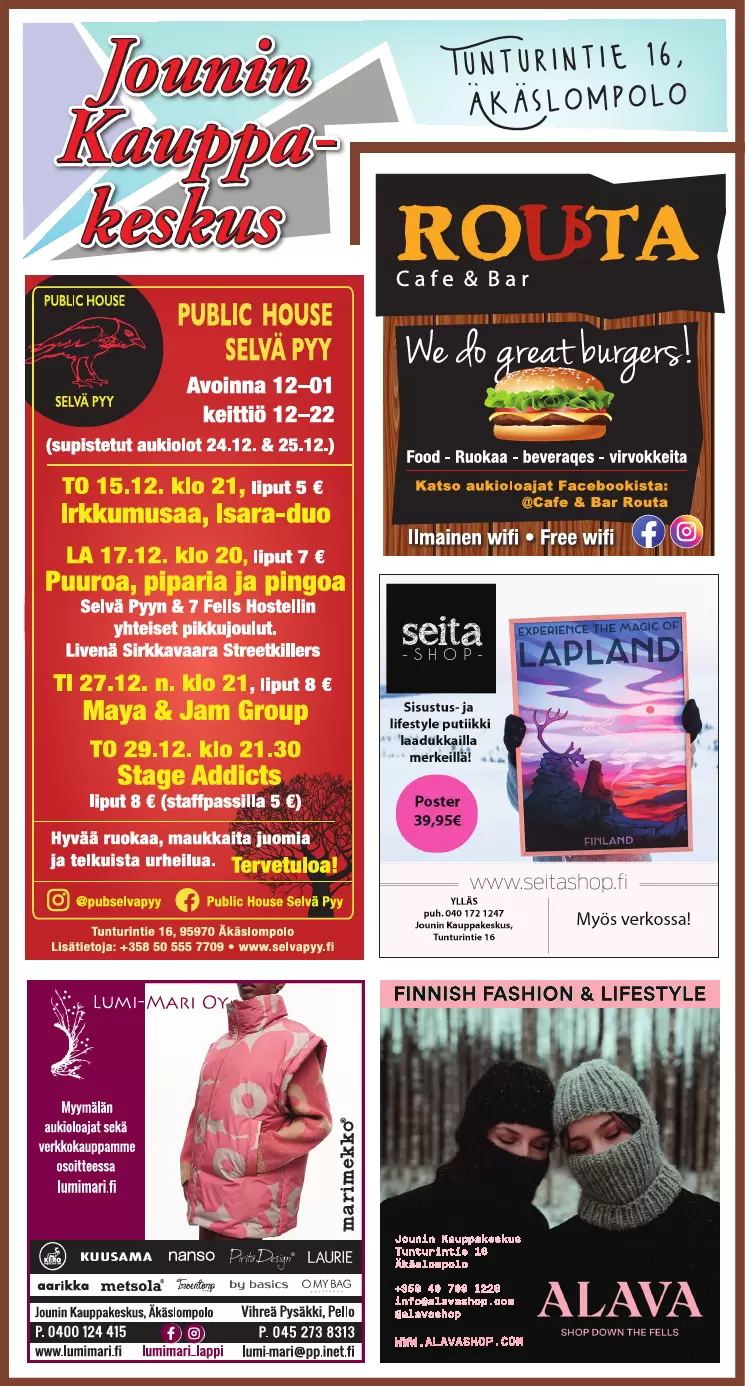 Jounin
Kauppa-
keskus
TUNTURINTIE 16,
ÄKÄSLOMPOLO
PUBLIC HOUSE
SELVÄ PYY
PUBLIC HOUSE
SELVÄ PYY
Avoinna 12–01
keittiö 12–22
(supistetut aukiolot 24.12. & 25.12.)
TO 15.12. klo 21, liput 5 €
Irkkumusaa, Isara-duo
LA 17.12. klo 20, liput 7 €
Puuroa, piparia ja pingoa
Selvä Pyyn & 7 Fells Hostellin
yhteiset pikkujoulut.
Livenä Sirkkavaara Streetkillers
TI 27.12. n. klo 21, liput 8 €
Maya & Jam Group
TO 29.12. klo 21.30
Stage Addicts
liput 8 € (staffpassilla 5 €)
Hyvää ruokaa, maukkaita juomia
ja telkuista urheilua. Tervetuloa!
@pubselvapyy Public House Selvä Pyy
Tunturintie 16, 95970 Äkäslompolo
Lisätietoja: +358 50 555 7709 • www.selvapyy.fi
ROUTA
Cafe & Bar
We do great burgers!
Food - Ruokaa - beveraqes - virvokkeita
Katso aukioloajat Facebookista:
@Cafe & Bar Routa
Ilmainen wifi • Free wifi
seita
-SHOP-
Sisustus- ja
lifestyle putiikki
laadukkailla
merkeillä!
Poster
39,95€
EXPERIENCE THE MAGIC OF
LAPLAND
FINLAND
www.seitashop.fi
YLLÄS
puh. 040 172 1247
Jounin Kauppakeskus,
Tunturintie 16
Myös verkossa!
LUMI-MARI OY
Myymälän
aukioloajat sekä
verkkokauppamme
osoitteessa
lumimari.fi
marimekko®
KUUSAMA nanso PiritaDesign LAURIE
aarikka metsola® by basics O MY BAG
Jounin Kauppakeskus, Äkäslompolo Vihreä Pysäkki, Pello
P. 0400 124 415 P. 045 273 8313
www.lumimari.fi lumimari_lappi lumi-mari@pp.inet.fi
FINNISH FASHION & LIFESTYLE
Jounin Kauppakeskus
Tunturintie 16
Äkäslompolo
+358 40 709 1220
info@alavashop.com
@alavashop
WWW.ALAVASHOP.COM
ALAVA
SHOP DOWN THE FELLS